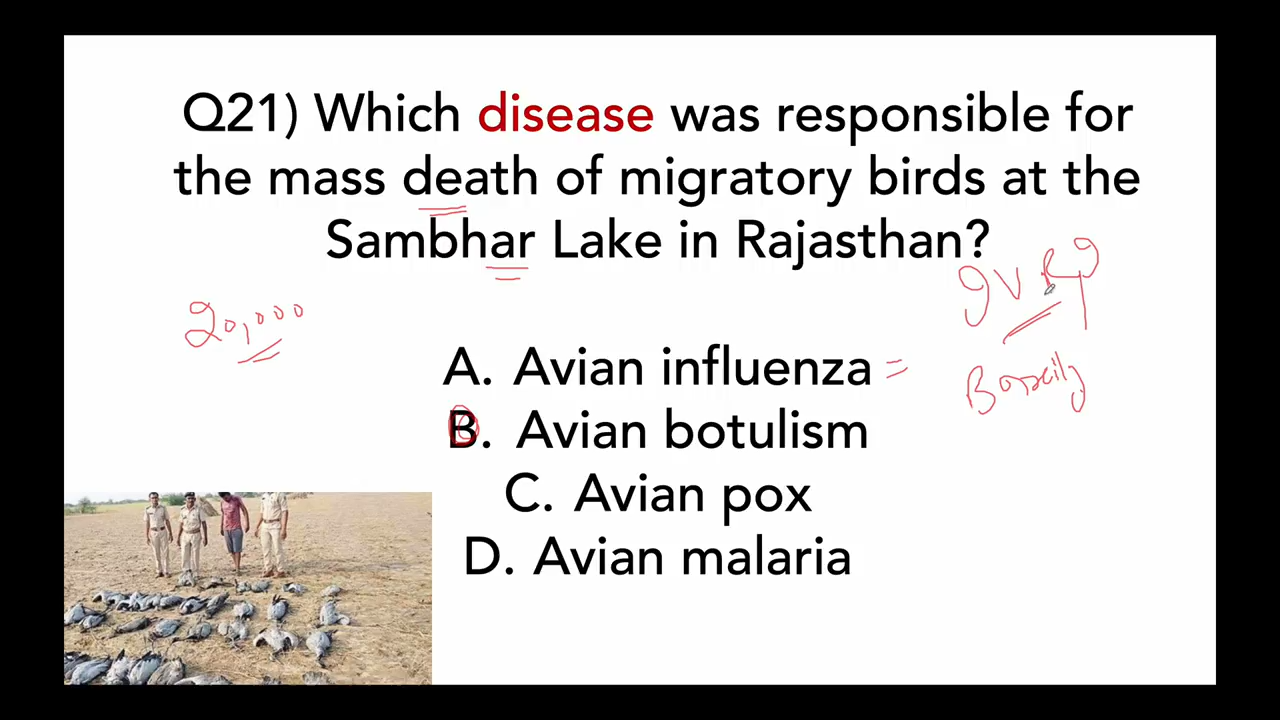 Q21) Which disease was responsible for
the mass death of migratory birds at the
Sambhar Lake in Rajasthan?
20,000
IVRI
A. Avian influenza =
B. Avian botulism
C. Avian pox
D. Avian malaria